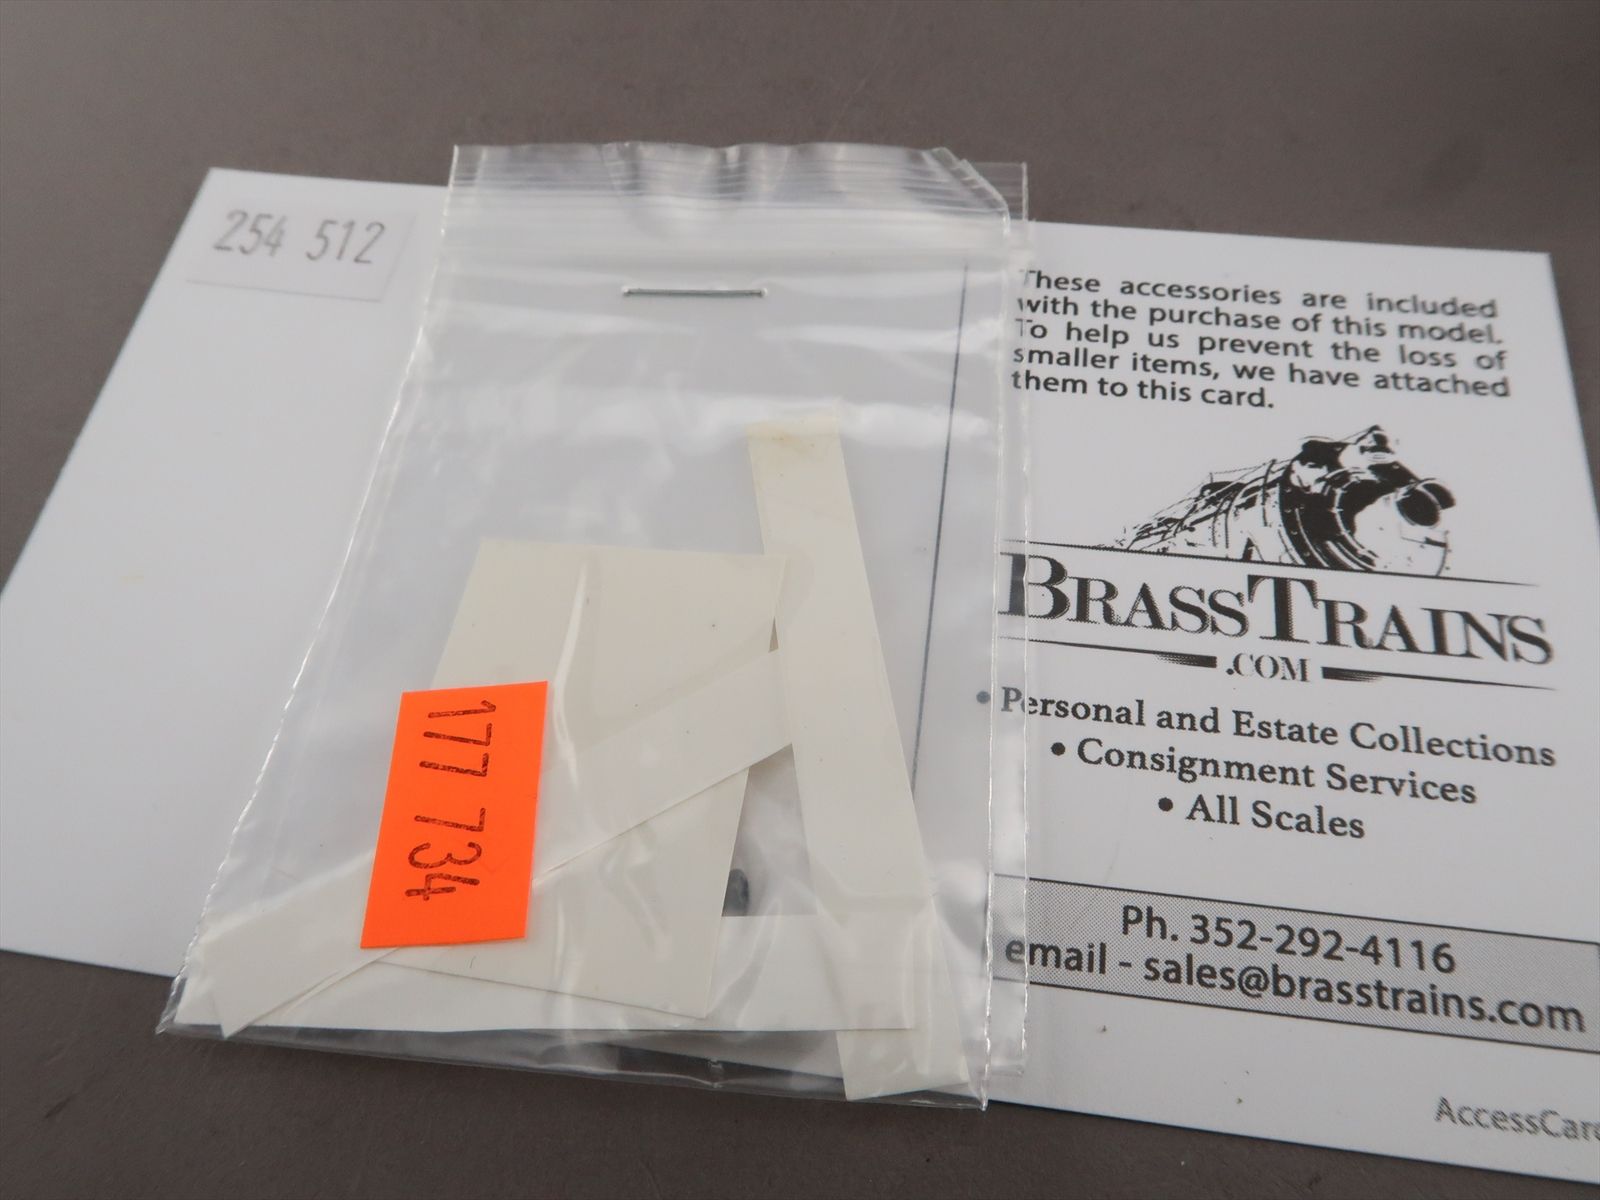 254 512
These accessories are included
with the purchase of this model.
To help us prevent the loss of
smaller items, we have attached
them to this card.
BRASSTRAINS
.COM
• Personal and Estate Collections
• Consignment Services
• All Scales
177 734
Ph. 352-292-4116
email - sales@brasstrains.com
AccessCard